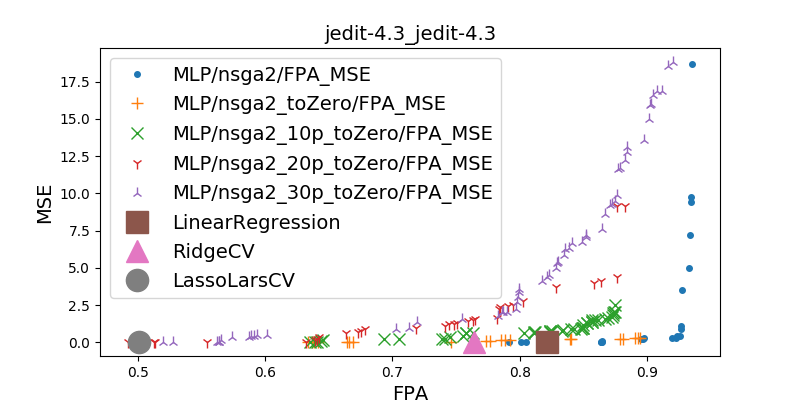 jedit-4.3_jedit-4.3
MLP/nsga2/FPA_MSE
MLP/nsga2_toZero/FPA_MSE
MLP/nsga2_10p_toZero/FPA_MSE
MLP/nsga2_20p_toZero/FPA_MSE
MLP/nsga2_30p_toZero/FPA_MSE
LinearRegression
RidgeCV
LassoLarsCV
MSE
17.5
15.0
12.5
10.0
7.5
5.0
2.5
0.0
0.5 0.6 0.7 0.8 0.9
FPA